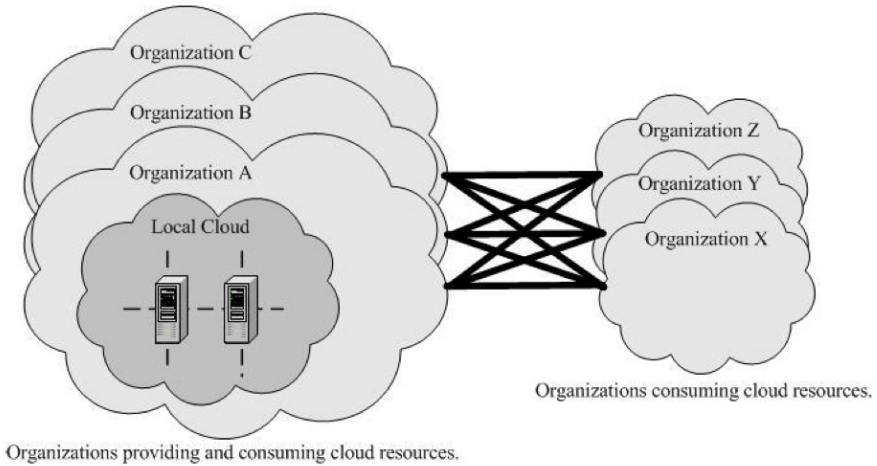 Organization C
Organization B
Organization A
Local Cloud
Organization Z
Organization Y
Organization X
Organizations consuming cloud resources.
Organizations providing and consuming cloud resources.